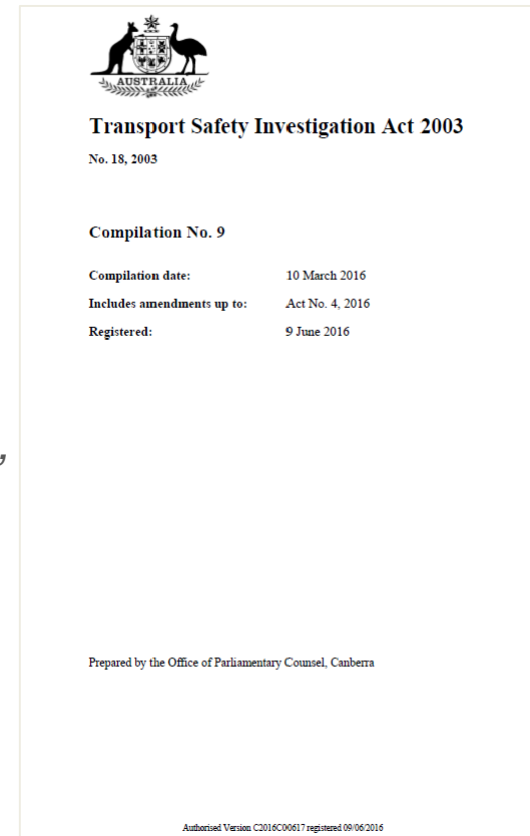 AUSTRALIA
Transport Safety Investigation Act 2003
No. 18, 2003
Compilation No. 9
Compilation date: 10 March 2016
Includes amendments up to: Act No. 4, 2016
Registered: 9 June 2016
,
Prepared by the Office of Parliamentary Counsel, Canberra
Authorised Version C2016C00617 registered 09/06/2016